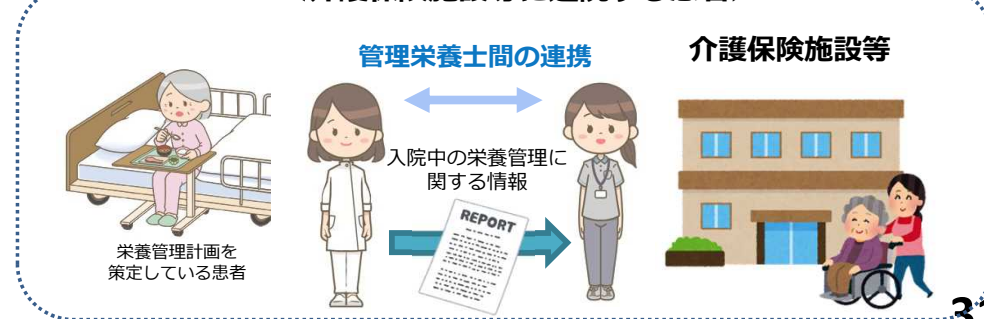 管理栄養士間の連携
介護保険施設等
入院中の栄養管理に
関する情報
REPORT
栄養管理計画を
策定している患者